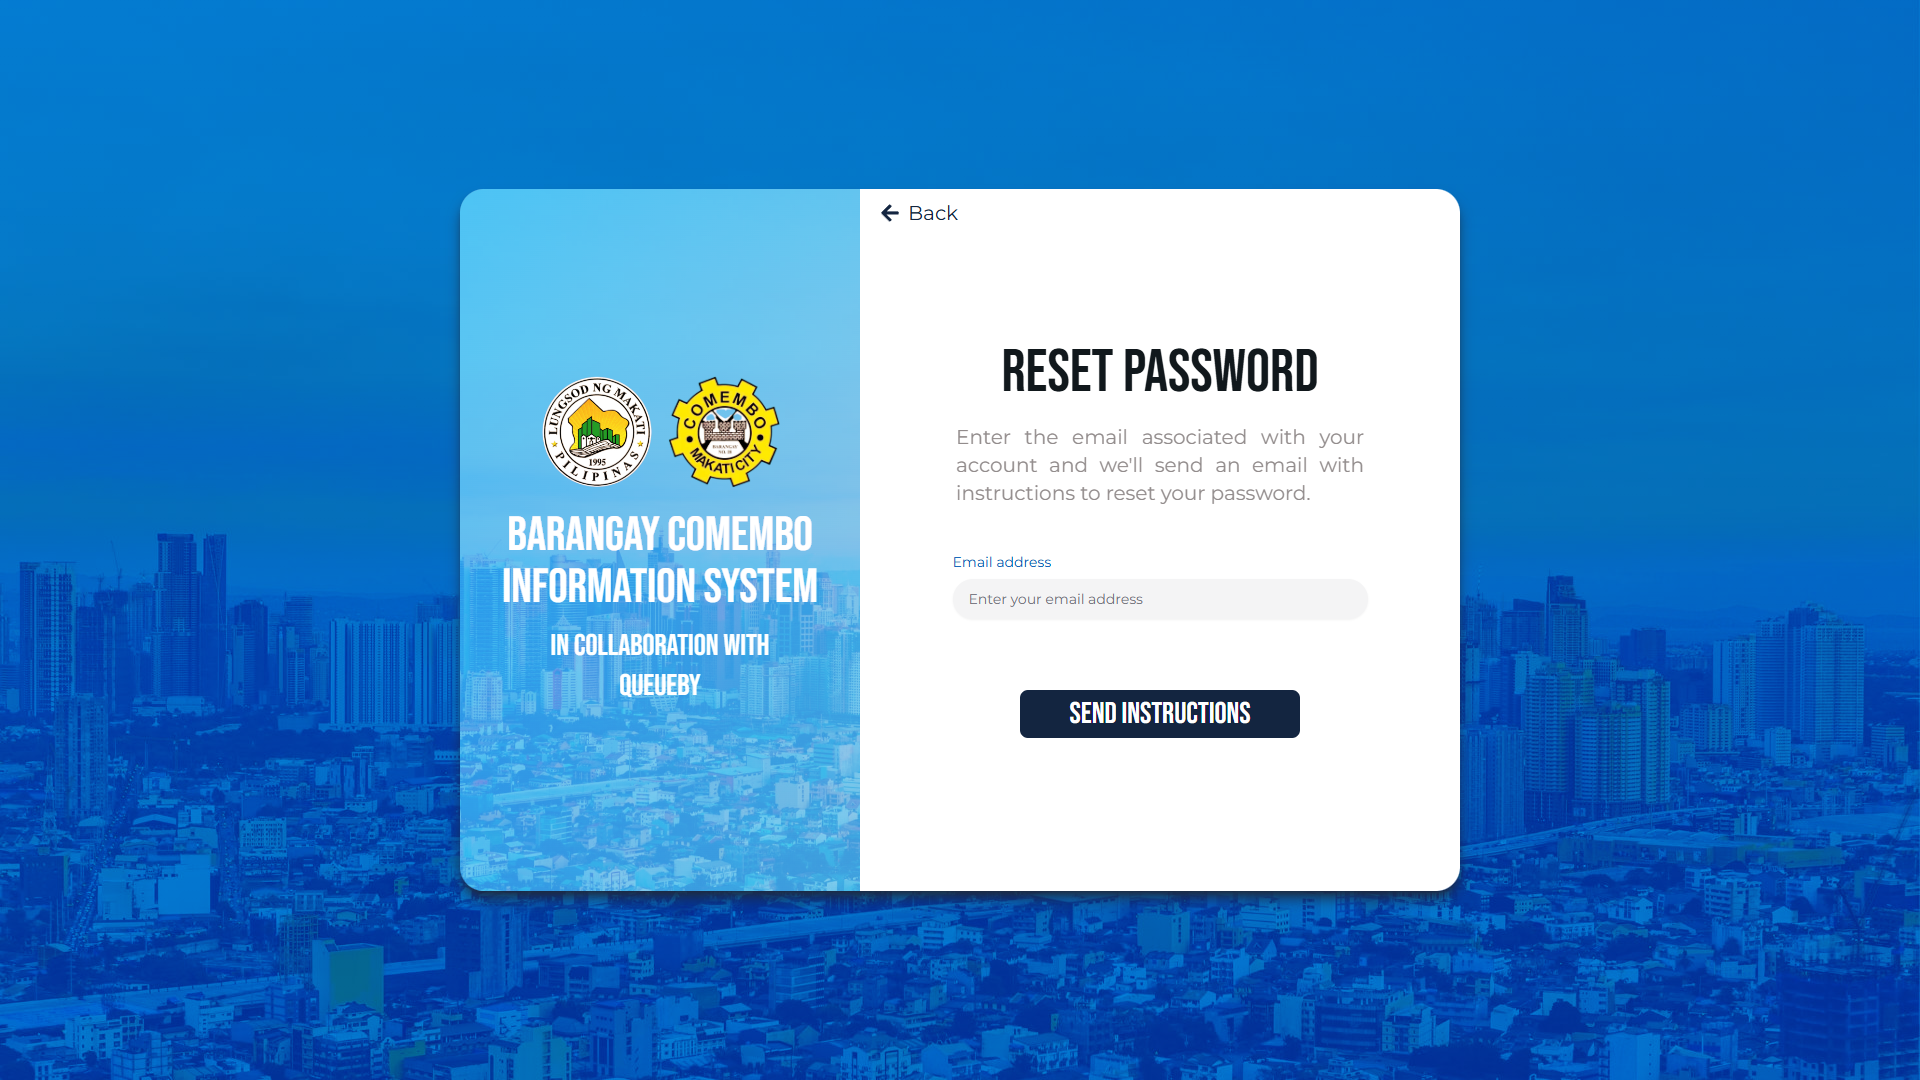 LUNGSOD NG MAKATI
1995
PILIPINAS
COMEMBO
BARANGAY
MAKATI CITY
BARANGAY COMEMBO
INFORMATION SYSTEM
IN COLLABORATION WITH
QUEUEBY
Back
RESET PASSWORD
Enter the email associated with your
account and we'll send an email with
instructions to reset your password.
Email address
Enter your email address
SEND INSTRUCTIONS